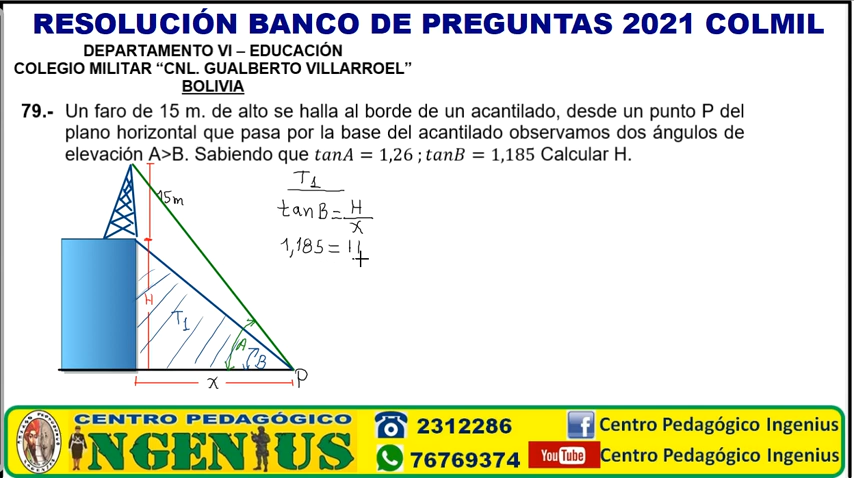 RESOLUCIÓN BANCO DE PREGUNTAS 2021 COLMIL
DEPARTAMENTO VI – EDUCACIÓN
COLEGIO MILITAR “CNL. GUALBERTO VILLARROEL”
BOLIVIA
79.- Un faro de 15 m. de alto se halla al borde de un acantilado, desde un punto P del
plano horizontal que pasa por la base del acantilado observamos dos ángulos de
elevación A>B. Sabiendo que tanA = 1,26 ; tanB = 1,185 Calcular H.
15m
H
T1
A
B
P
x
T1
tanB = H/x
1,185 =
CENTRO PEDAGÓGICO
INGENIUS
2312286
76769374
Centro Pedagógico Ingenius
YouTube Centro Pedagógico Ingenius